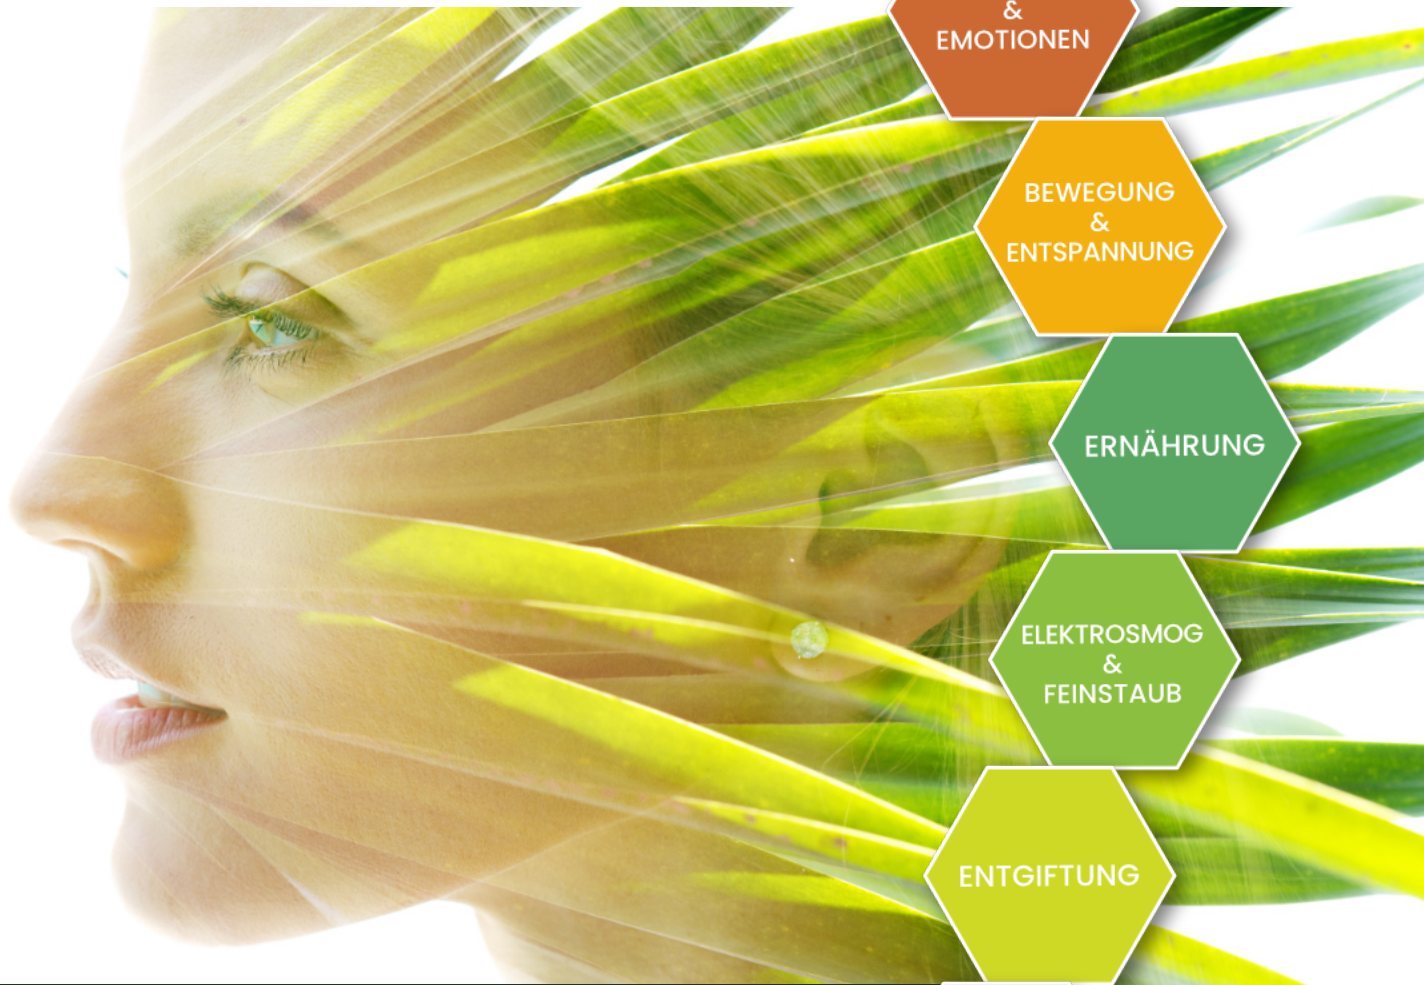 &
EMOTIONEN
BEWEGUNG
&
ENTSPANNUNG
ERNÄHRUNG
ELEKTROSMOG
&
FEINSTAUB
ENTGIFTUNG